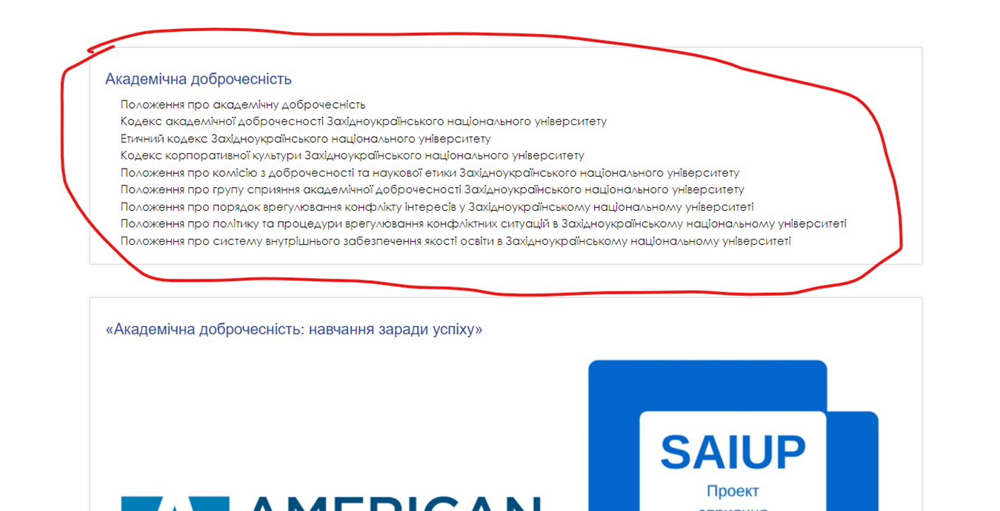 Академічна доброчесність
Положення про академічну доброчесність
Кодекс академічної доброчесності Західноукраїнського національного університету
Етичний кодекс Західноукраїнського національного університету
Кодекс корпоративної культури Західноукраїнського національного університету
Положення про комісію з доброчесності та наукової етики Західноукраїнського національного університету
Положення про групу сприяння академічної доброчесності Західноукраїнського національного університету
Положення про порядок врегулювання конфлікту інтересів у Західноукраїнському національному університеті
Положення про політику та процедури врегулювання конфліктних ситуацій в Західноукраїнському національному університеті
Положення про систему внутрішнього забезпечення якості освіти в Західноукраїнському національному університеті
«Академічна доброчесність: навчання заради успіху»
SAIUP
Проект
AMERICAN